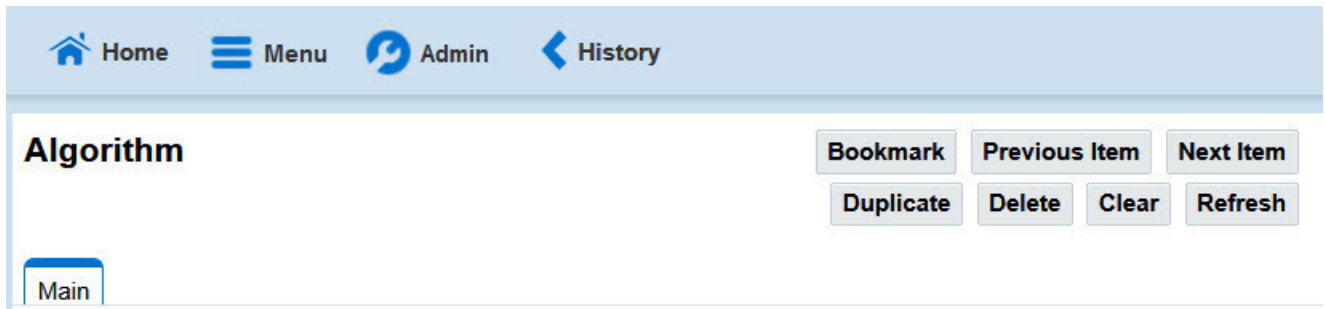 Home Menu Admin History
Algorithm Bookmark Previous Item Next Item
Duplicate Delete Clear Refresh
Main